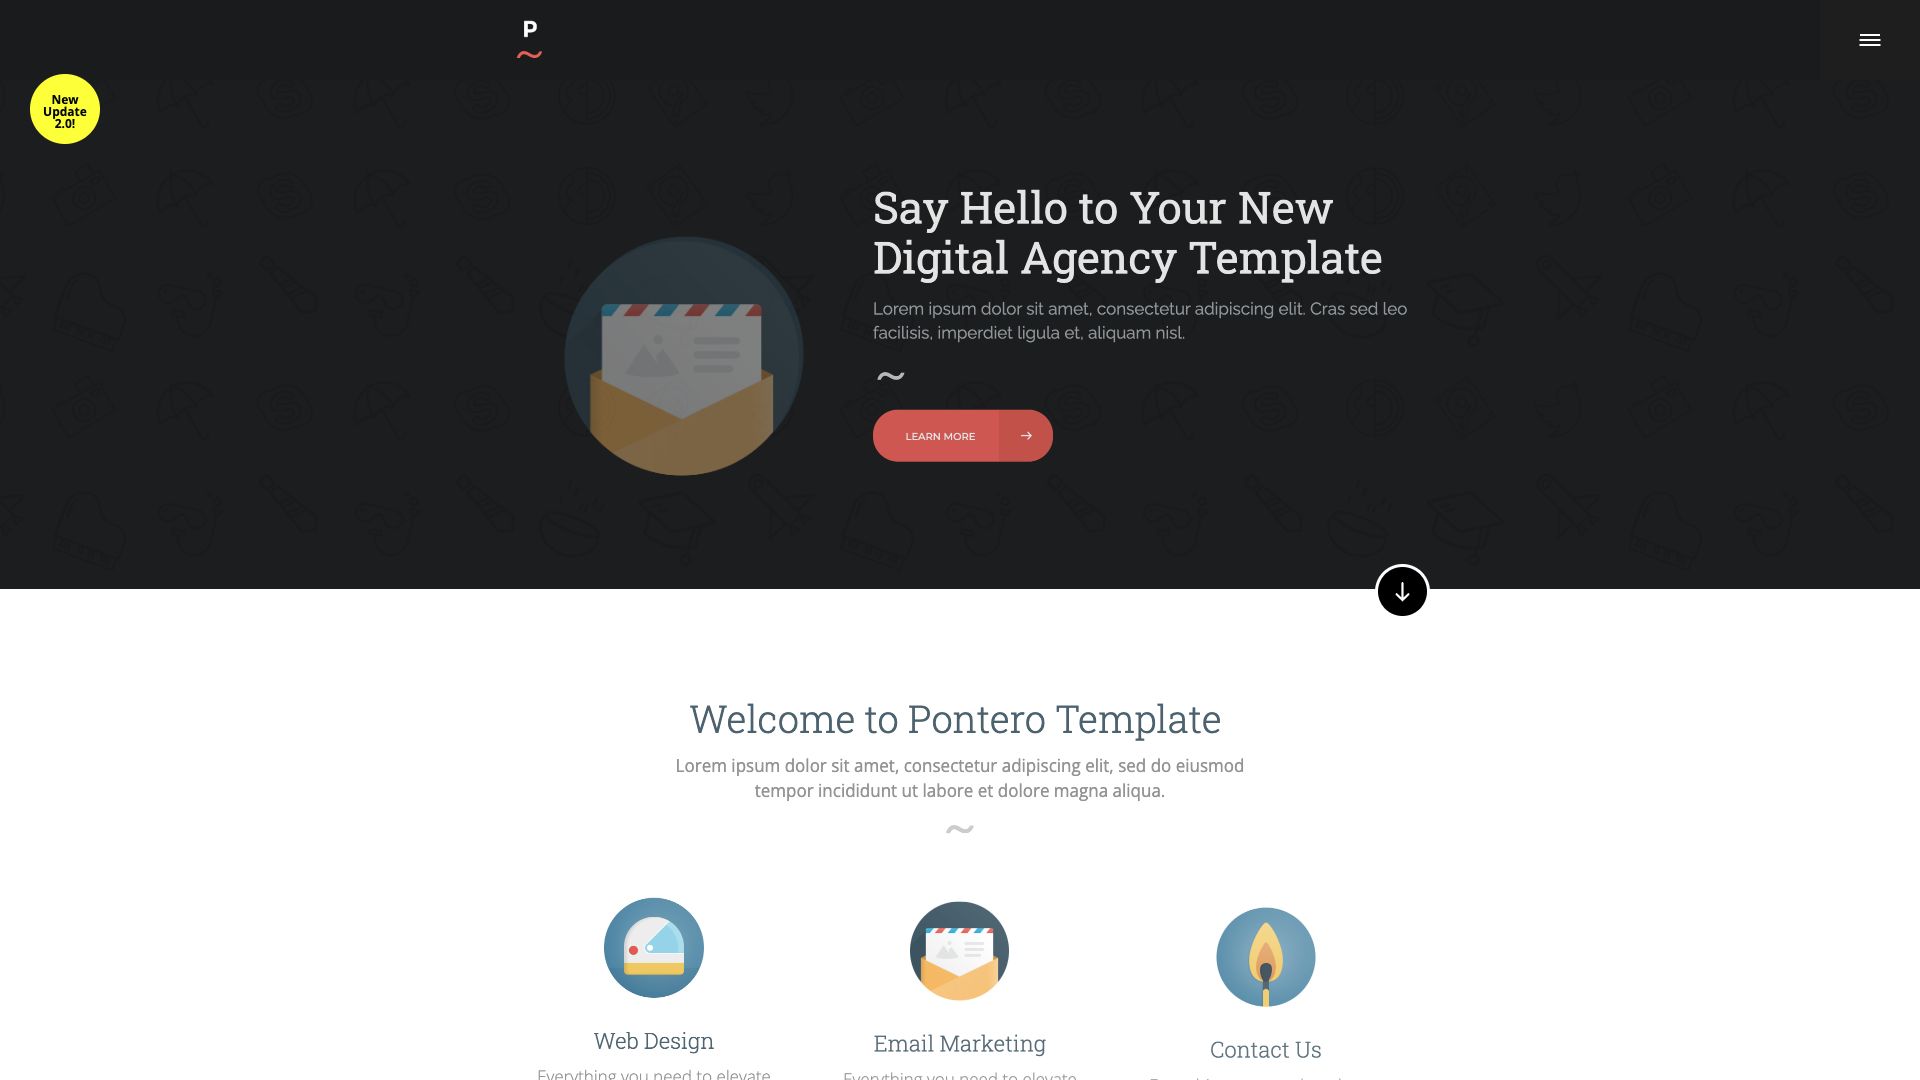 P
New
Update
2.0!
Say Hello to Your New
Digital Agency Template
Lorem ipsum dolor sit amet, consectetur adipiscing elit. Cras sed leo
facilisis, imperdiet ligula et, aliquam nisl.
~
LEARN MORE
Welcome to Pontero Template
Lorem ipsum dolor sit amet, consectetur adipiscing elit, sed do eiusmod
tempor incididunt ut labore et dolore magna aliqua.
~
Web Design
Everything you need to elevate
Email Marketing
Everything you need to elevate
Contact Us